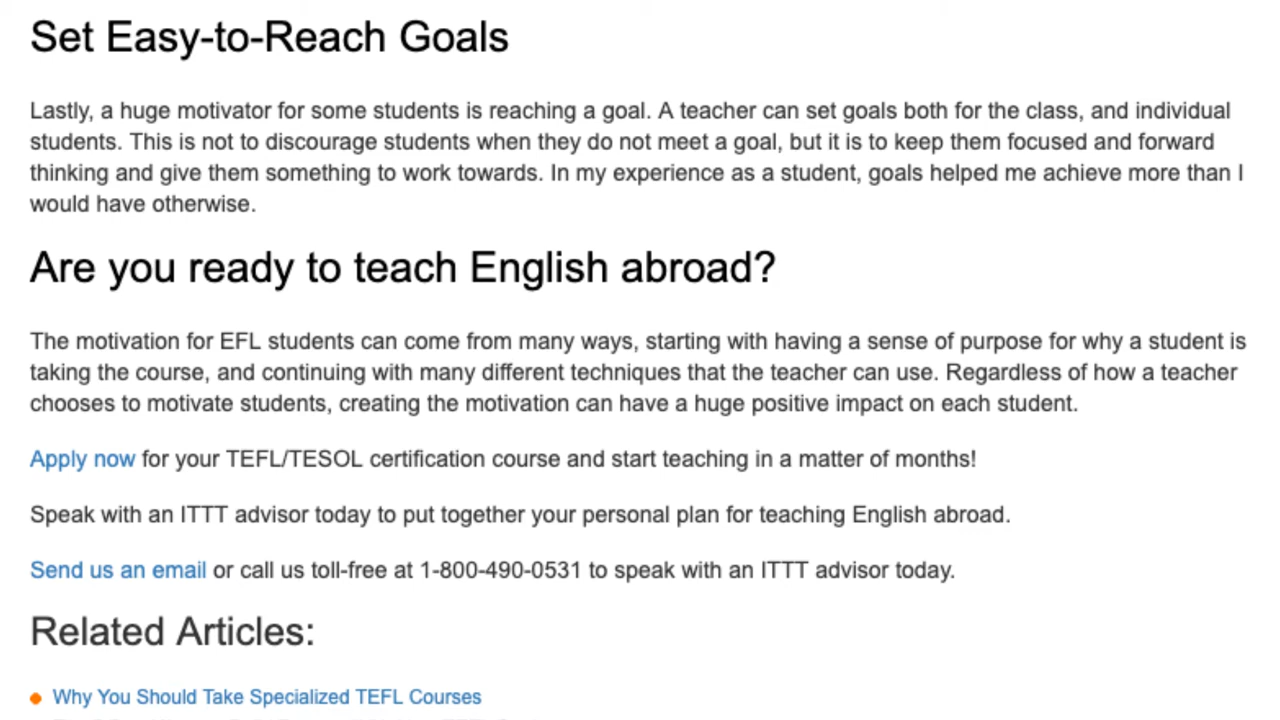 Set Easy-to-Reach Goals
Lastly, a huge motivator for some students is reaching a goal. A teacher can set goals both for the class, and individual
students. This is not to discourage students when they do not meet a goal, but it is to keep them focused and forward
thinking and give them something to work towards. In my experience as a student, goals helped me achieve more than I
would have otherwise.
Are you ready to teach English abroad?
The motivation for EFL students can come from many ways, starting with having a sense of purpose for why a student is
taking the course, and continuing with many different techniques that the teacher can use. Regardless of how a teacher
chooses to motivate students, creating the motivation can have a huge positive impact on each student.
Apply now for your TEFL/TESOL certification course and start teaching in a matter of months!
Speak with an ITTT advisor today to put together your personal plan for teaching English abroad.
Send us an email or call us toll-free at 1-800-490-0531 to speak with an ITTT advisor today.
Related Articles:
Why You Should Take Specialized TEFL Courses